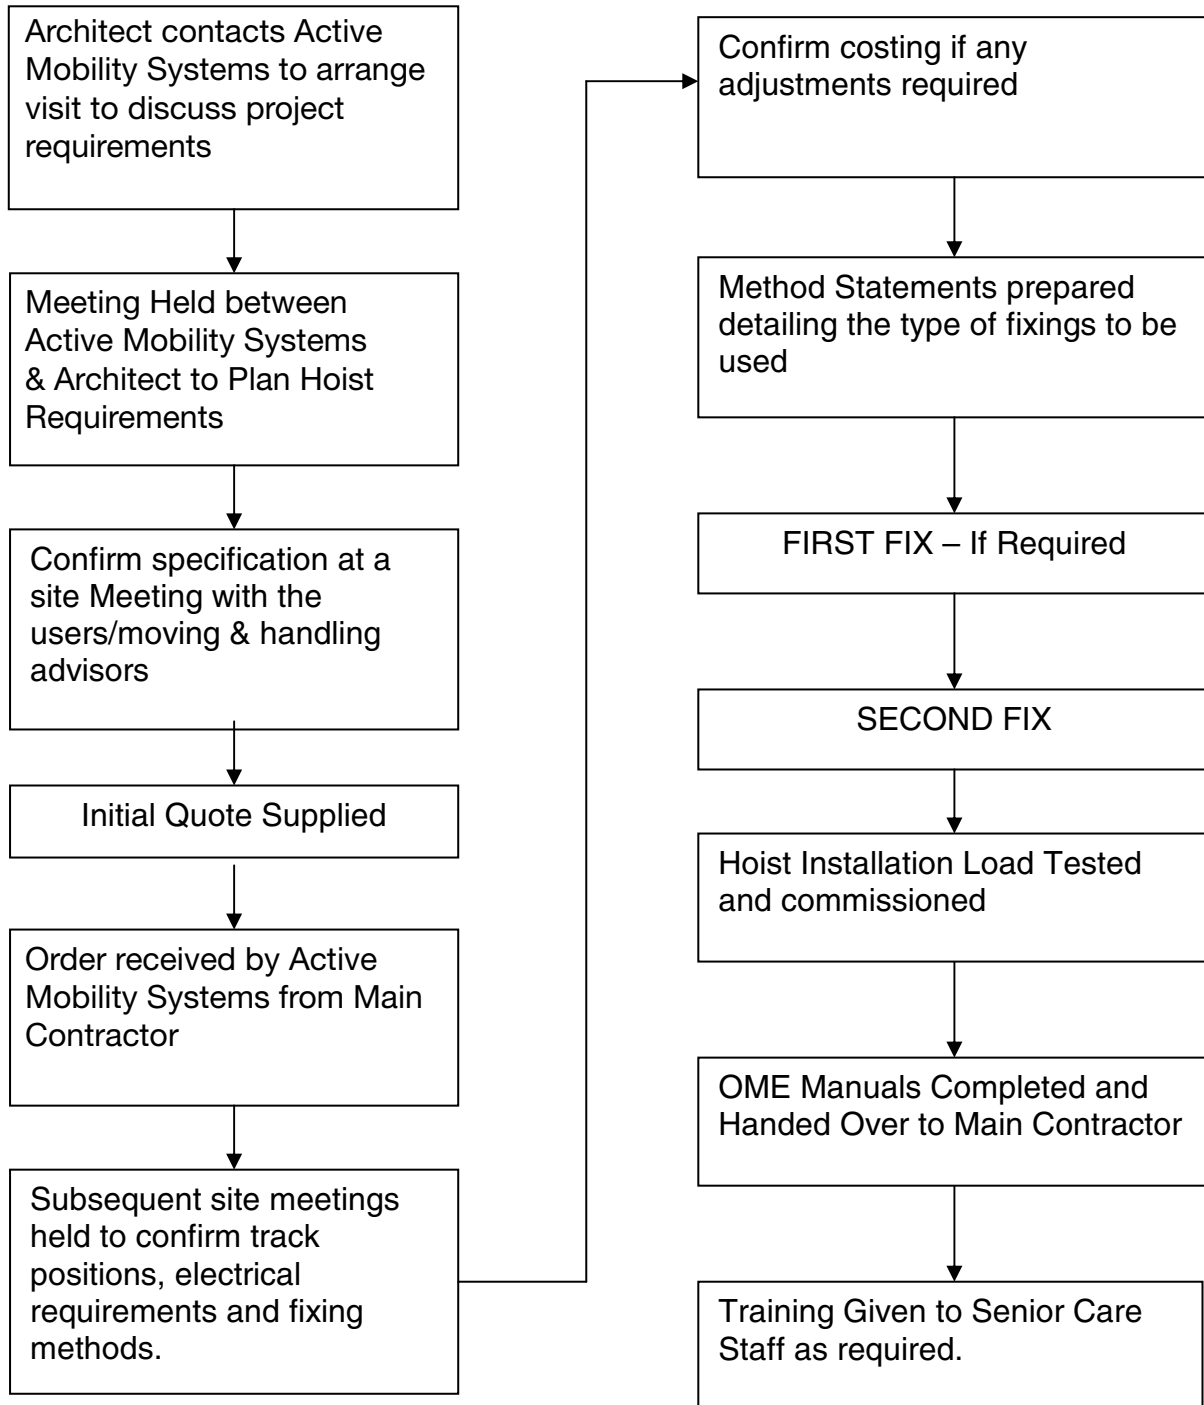 Architect contacts Active
Mobility Systems to arrange
visit to discuss project
requirements
Meeting Held between
Active Mobility Systems
& Architect to Plan Hoist
Requirements
Confirm specification at a
site Meeting with the
users/moving & handling
advisors
Initial Quote Supplied
Order received by Active
Mobility Systems from Main
Contractor
Subsequent site meetings
held to confirm track
positions, electrical
requirements and fixing
methods.
Confirm costing if any
adjustments required
Method Statements prepared
detailing the type of fixings to be
used
FIRST FIX – If Required
SECOND FIX
Hoist Installation Load Tested
and commissioned
OME Manuals Completed and
Handed Over to Main Contractor
Training Given to Senior Care
Staff as required.